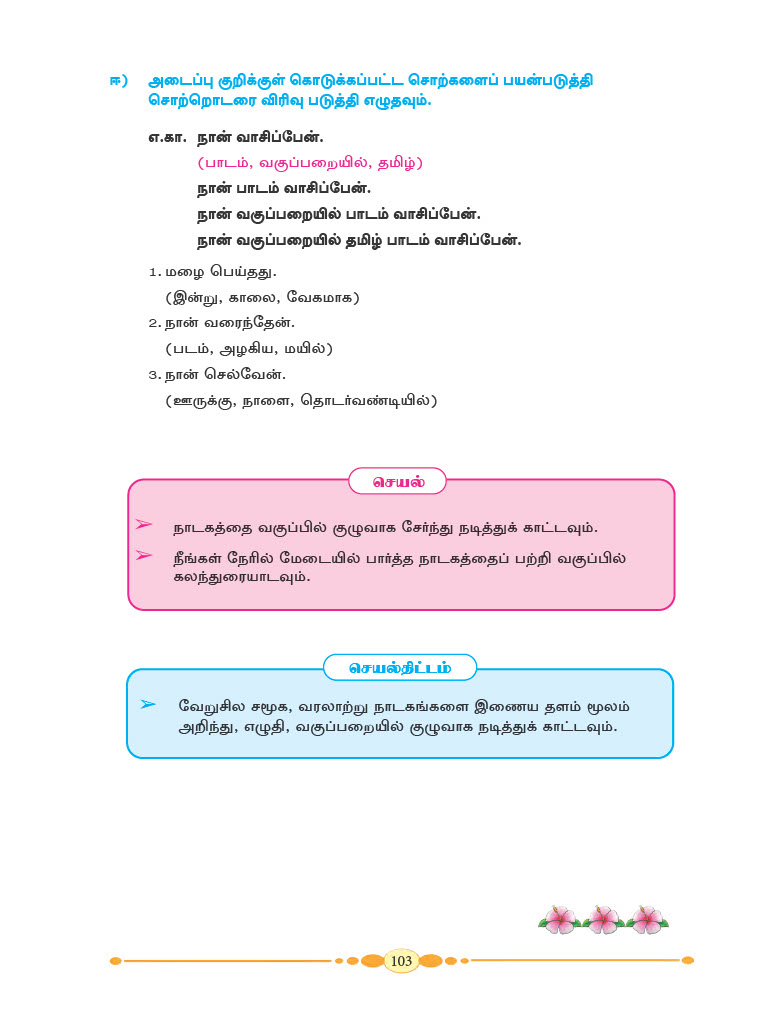 ஈ) அடைப்பு குறிக்குள் கொடுக்கப்பட்ட சொற்களைப் பயன்படுத்தி
சொற்றொடரை விரிவு படுத்தி எழுதவும்.
எ.கா. நான் வாசிப்பேன்.
(பாடம், வகுப்பறையில், தமிழ்)
நான் பாடம் வாசிப்பேன்.
நான் வகுப்பறையில் பாடம் வாசிப்பேன்.
நான் வகுப்பறையில் தமிழ் பாடம் வாசிப்பேன்.
1. மழை பெய்தது.
(இன்று, காலை, வேகமாக)
2. நான் வரைந்தேன்.
(படம், அழகிய, மயில்)
3. நான் செல்வேன்.
(ஊருக்கு, நாளை, தொடர்வண்டியில்)
செயல்
➢ நாடகத்தை வகுப்பில் குழுவாக சேர்ந்து நடித்துக் காட்டவும்.
➢ நீங்கள் நேரில் மேடையில் பார்த்த நாடகத்தைப் பற்றி வகுப்பில்
கலந்துரையாடவும்.
செயல்திட்டம்
➢ வேறுசில சமூக, வரலாற்று நாடகங்களை இணைய தளம் மூலம்
அறிந்து, எழுதி, வகுப்பறையில் குழுவாக நடித்துக் காட்டவும்.
103